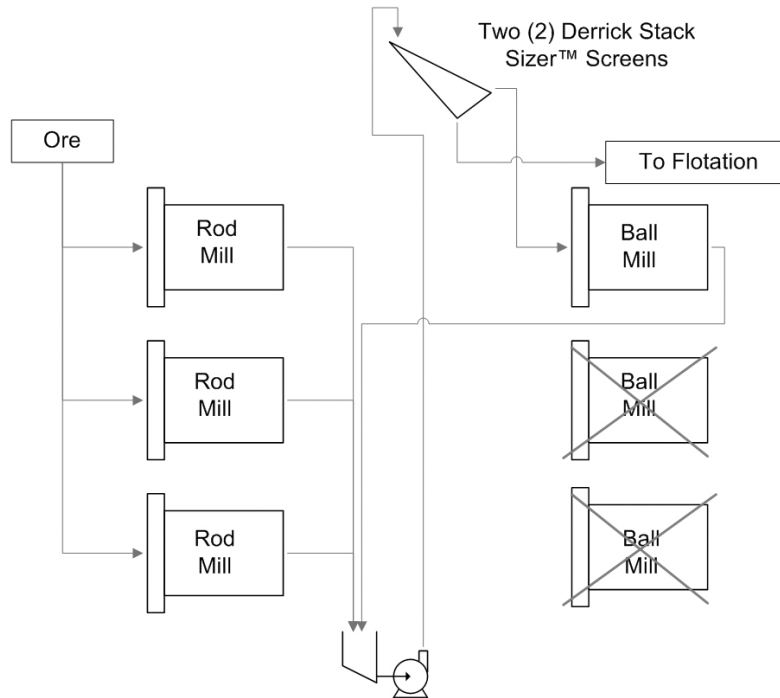 Two (2) Derrick Stack
Sizer™ Screens
Ore
To Flotation
Rod
Mill
Ball
Mill
Rod
Mill
Ball
Mill
Rod
Mill
Ball
Mill